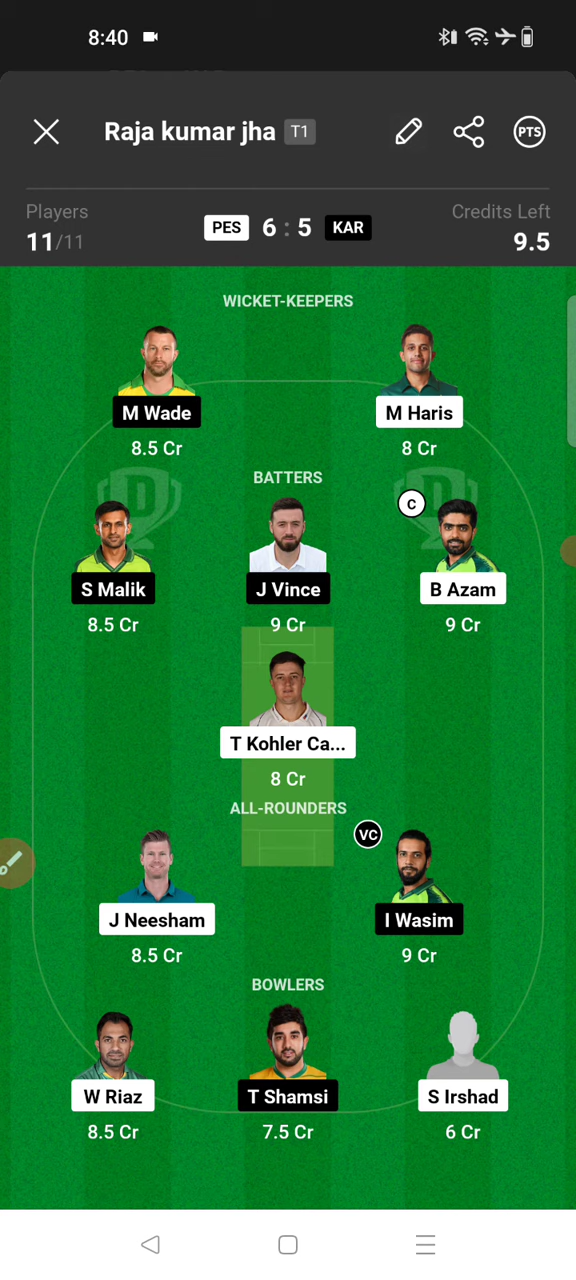 8:40
Raja kumar jha T1
PTS
Players
11/11
PES 6 : 5 KAR
Credits Left
9.5
WICKET-KEEPERS
M Wade
8.5 Cr
M Haris
8 Cr
BATTERS
C
S Malik
8.5 Cr
J Vince
9 Cr
B Azam
9 Cr
T Kohler Ca...
8 Cr
ALL-ROUNDERS
VC
J Neesham
8.5 Cr
I Wasim
9 Cr
BOWLERS
W Riaz
8.5 Cr
T Shamsi
7.5 Cr
S Irshad
6 Cr